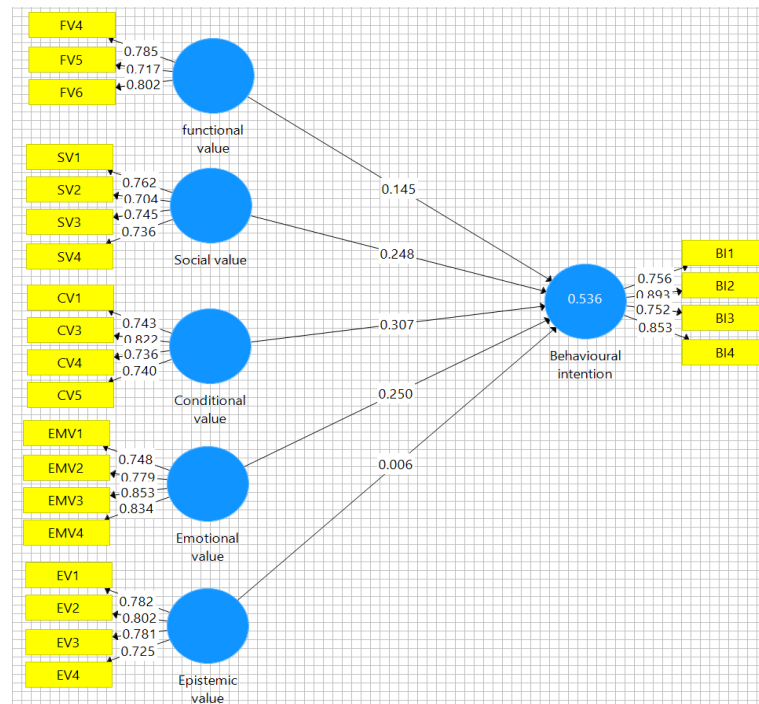 FV4
FV5
FV6
0.785
0.717
0.802
functional
value
SV1
SV2
SV3
SV4
0.762
0.704
0.745
0.736
Social value
CV1
CV3
CV4
CV5
0.743
0.822
0.736
0.740
Conditional
value
EMV1
EMV2
EMV3
EMV4
0.748
0.779
0.853
0.834
Emotional
value
EV1
EV2
EV3
EV4
0.782
0.802
0.781
0.725
Epistemic
value
0.145
0.248
0.307
0.250
0.006
0.536
Behavioural
intention
0.756
0.893
0.752
0.853
BI1
BI2
BI3
BI4